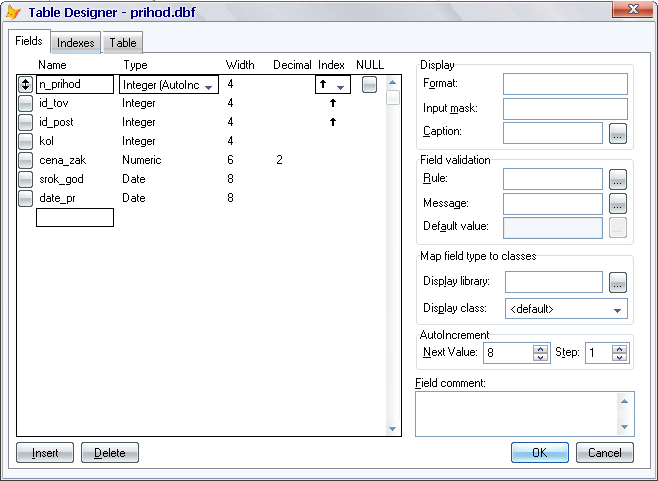 Table Designer - prihod.dbf
Fields Indexes Table
Name Type Width Decimal Index NULL
n_prihod Integer (AutoInc 4
id_tov Integer 4
id_post Integer 4
kol Integer 4
cena_zak Numeric 6 2
srok_god Date 8
date_pr Date 8
Display
Format:
Input mask:
Caption: ...
Field validation
Rule: ...
Message: ...
Default value: ...
Map field type to classes
Display library: ...
Display class: <default>
AutoIncrement
Next Value: 8 Step: 1
Field comment:
Insert Delete OK Cancel